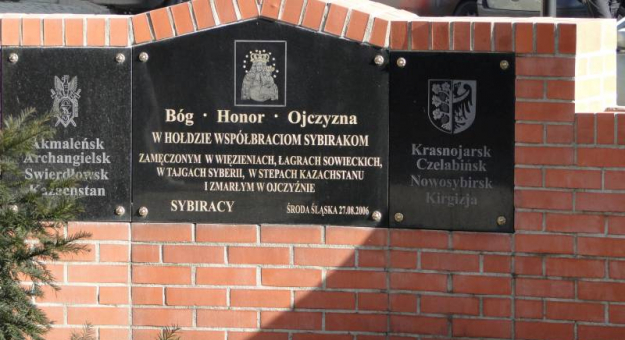 Akmaleńsk
Archangielsk
Swierdłowsk
Kazachstan
Bóg · Honor · Ojczyzna
W HOŁDZIE WSPÓŁBRACIOM SYBIRAKOM
ZAMĘCZONYM W WIĘZIENIACH, ŁAGRACH SOWIECKICH,
W TAJGACH SYBERII, W STEPACH KAZACHSTANU
I ZMARŁYM W OJCZYŹNIE
SYBIRACY ŚRODA ŚLĄSKA 27.08.2006
Krasnojarsk
Czelabińsk
Nowosybirsk
Kirgizja